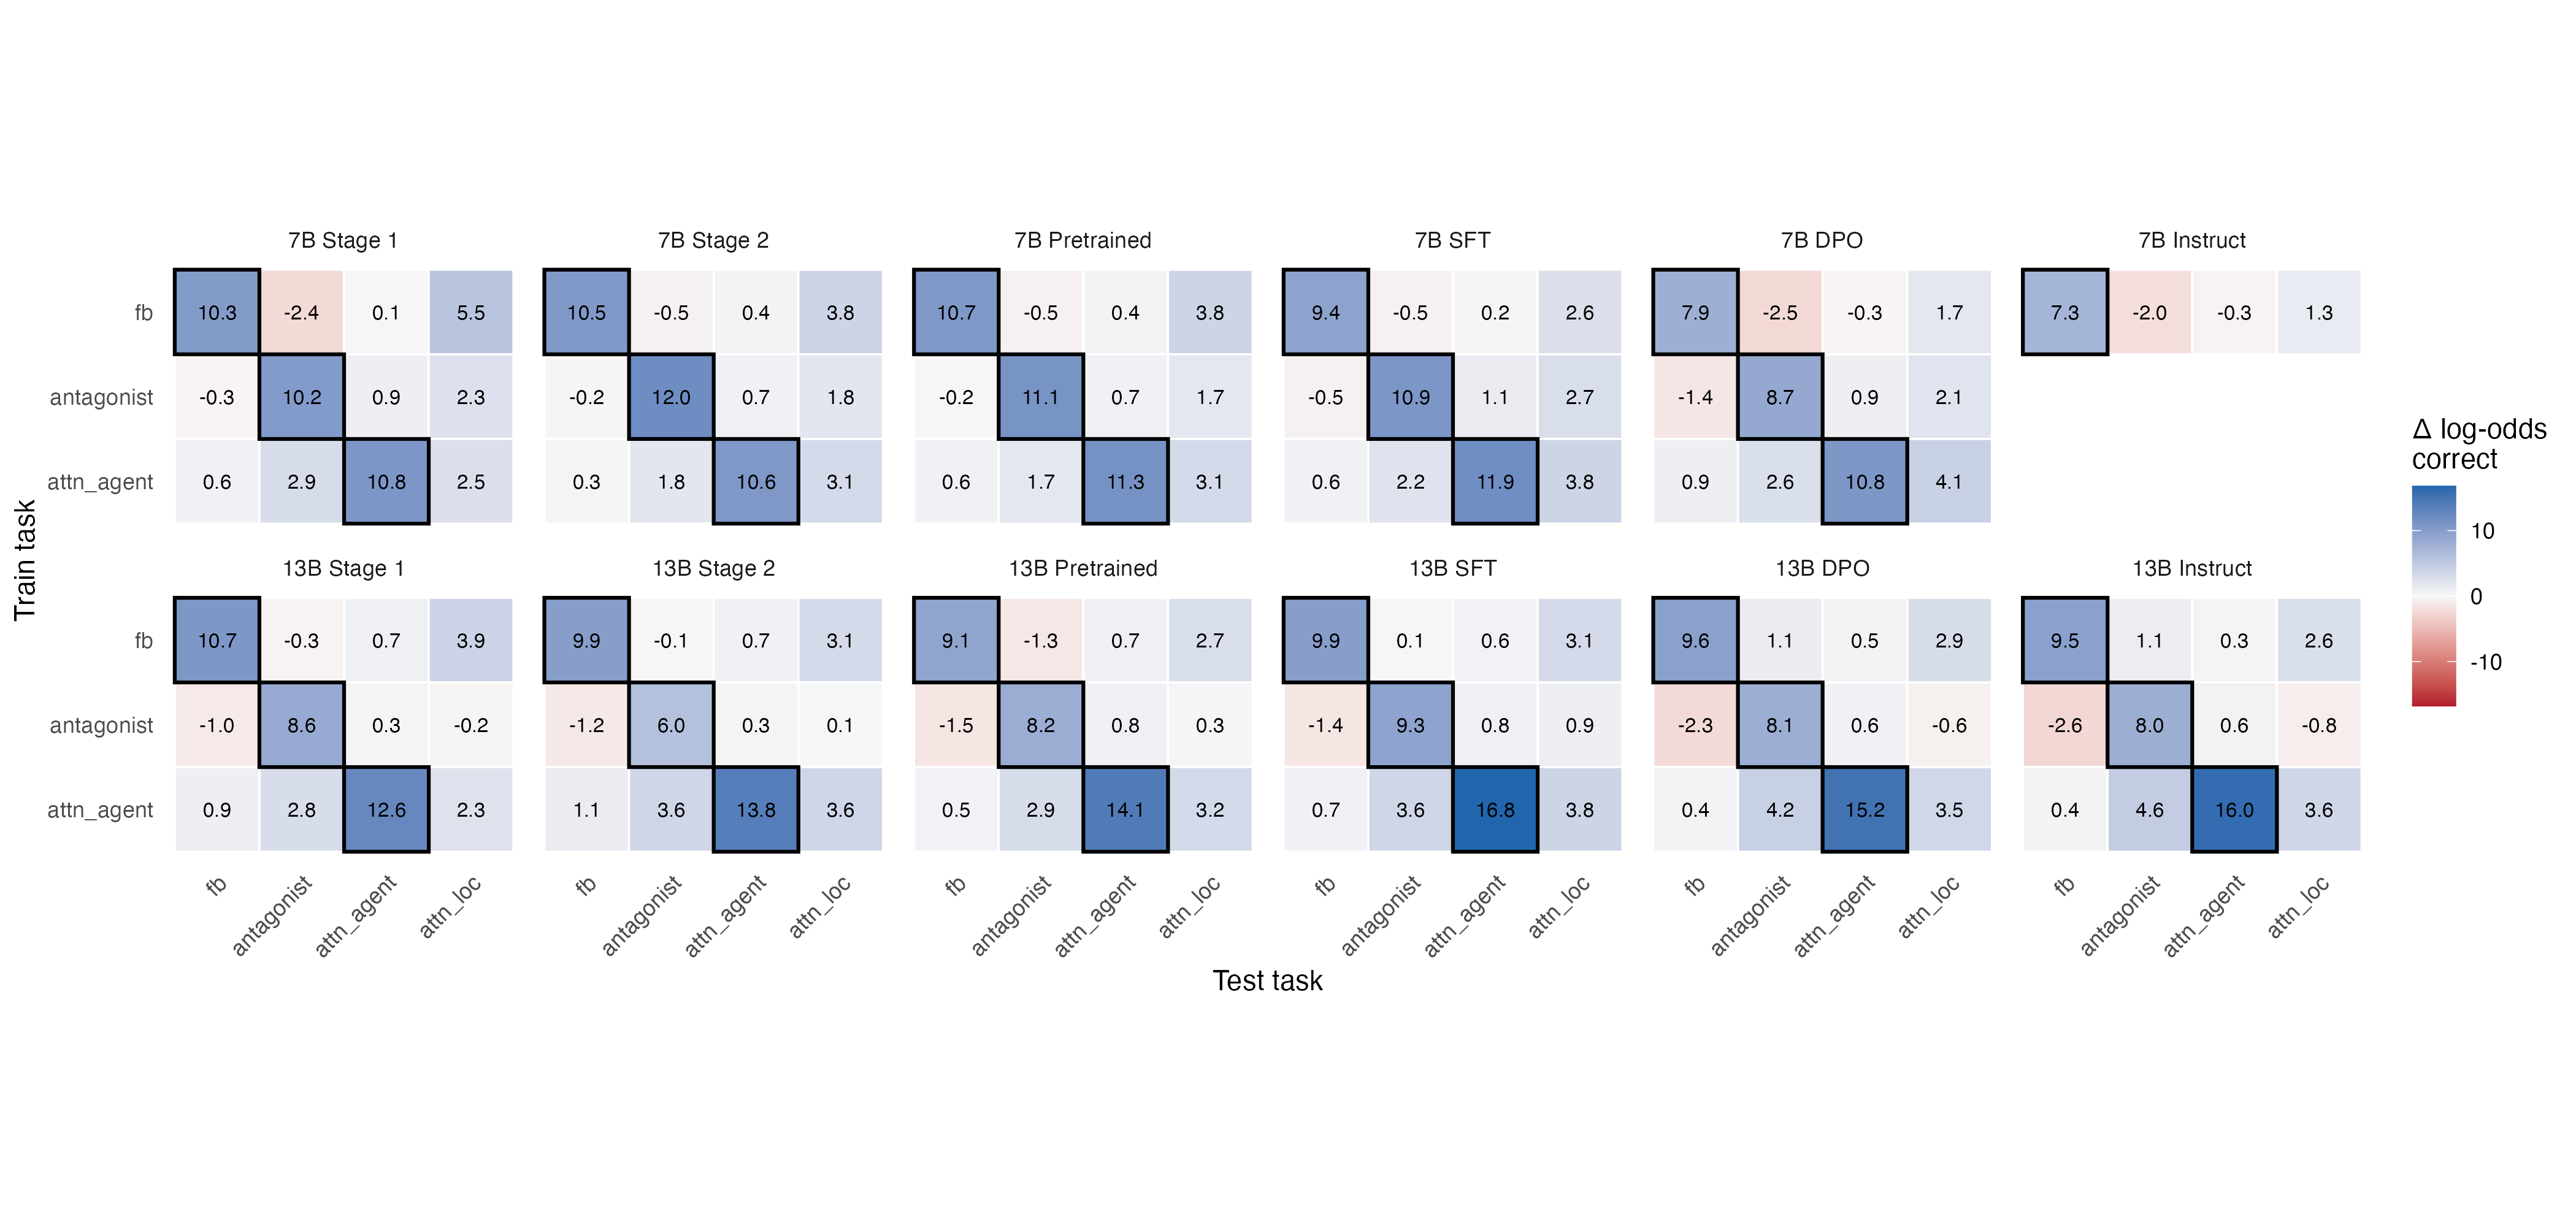 7B Stage 1 7B Stage 2 7B Pretrained 7B SFT 7B DPO 7B Instruct
fb 10.3 -2.4 0.1 5.5 10.5 -0.5 0.4 3.8 10.7 -0.5 0.4 3.8 9.4 -0.5 0.2 2.6 7.9 -2.5 -0.3 1.7 7.3 -2.0 -0.3 1.3
antagonist -0.3 10.2 0.9 2.3 -0.2 12.0 0.7 1.8 -0.2 11.1 0.7 1.7 -0.5 10.9 1.1 2.7 -1.4 8.7 0.9 2.1
attn_agent 0.6 2.9 10.8 2.5 0.3 1.8 10.6 3.1 0.6 1.7 11.3 3.1 0.6 2.2 11.9 3.8 0.9 2.6 10.8 4.1
13B Stage 1 13B Stage 2 13B Pretrained 13B SFT 13B DPO 13B Instruct
fb 10.7 -0.3 0.7 3.9 9.9 -0.1 0.7 3.1 9.1 -1.3 0.7 2.7 9.9 0.1 0.6 3.1 9.6 1.1 0.5 2.9 9.5 1.1 0.3 2.6
antagonist -1.0 8.6 0.3 -0.2 -1.2 6.0 0.3 0.1 -1.5 8.2 0.8 0.3 -1.4 9.3 0.8 0.9 -2.3 8.1 0.6 -0.6 -2.6 8.0 0.6 -0.8
attn_agent 0.9 2.8 12.6 2.3 1.1 3.6 13.8 3.6 0.5 2.9 14.1 3.2 0.7 3.6 16.8 3.8 0.4 4.2 15.2 3.5 0.4 4.6 16.0 3.6
fb antagonist attn_agent attn_loc fb antagonist attn_agent attn_loc fb antagonist attn_agent attn_loc fb antagonist attn_agent attn_loc fb antagonist attn_agent attn_loc fb antagonist attn_agent attn_loc
Test task
Train task
Δ log-odds
correct
10
0
-10